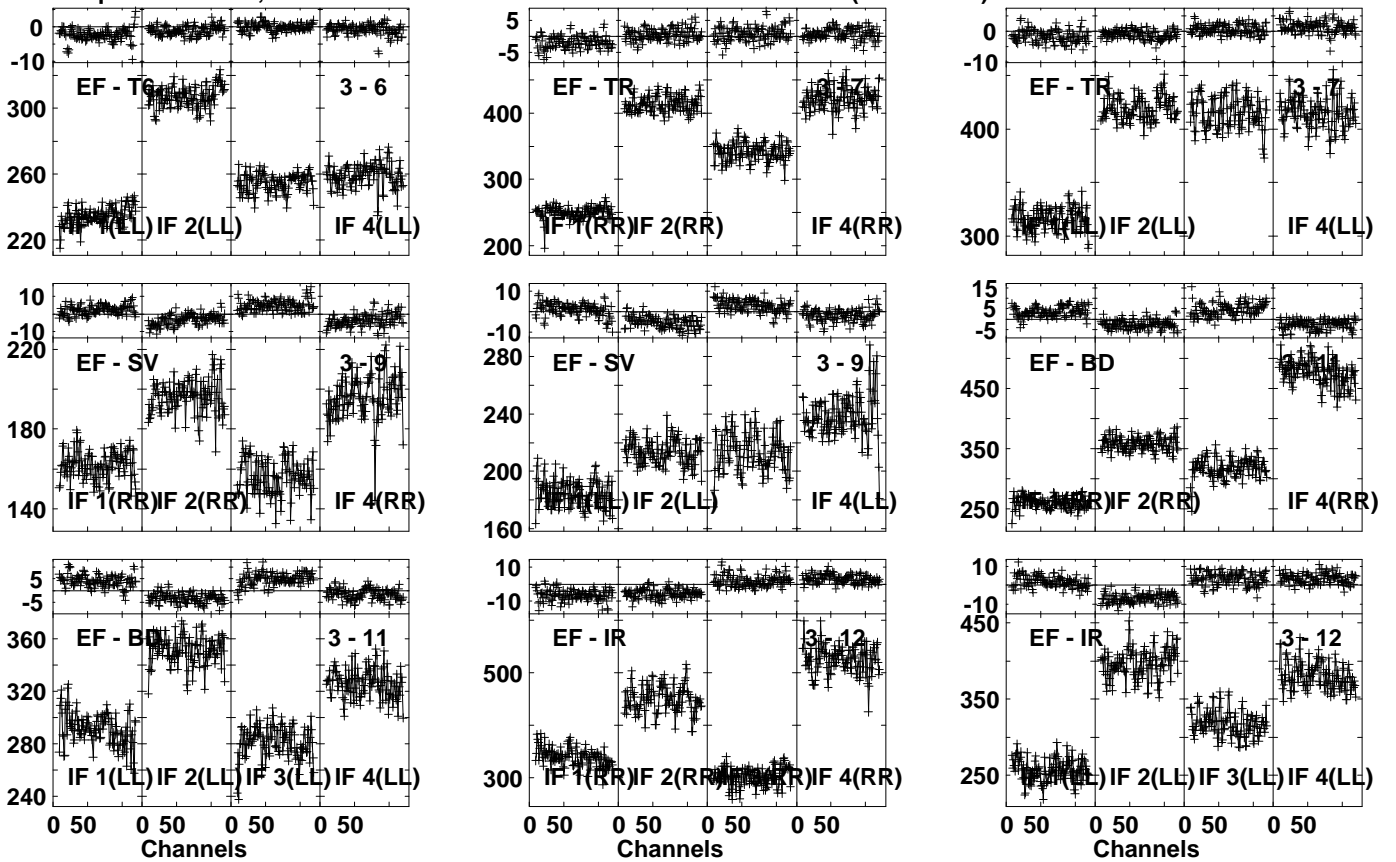 0
-10
EF - T6
3 - 6
300
260
220
IF 1(LL) IF 2(LL) IF 4(LL)
5
-5
EF - TR
3 - 7
400
300
200
IF 1(RR) IF 2(RR) IF 4(RR)
0
-10
EF - TR
3 - 7
400
300
IF 2(LL) IF 4(LL)
10
-10
EF - SV
3 - 9
220
180
140
IF 1(RR) IF 2(RR) IF 4(RR)
10
-10
EF - SV
3 - 9
280
240
200
160
IF 1(LL) IF 2(LL) IF 4(LL)
15
5
-5
EF - BD
3 - 11
450
350
250
IF 2(RR) IF 4(RR)
5
-5
EF - BD
3 - 11
360
320
280
240
IF 1(LL) IF 2(LL) IF 3(LL) IF 4(LL)
0 50 0 50 0 50 0 50
Channels
10
-10
EF - IR
3 - 12
500
300
IF 1(RR) IF 2(RR) IF 4(RR)
0 50 0 50 0 50 0 50
Channels
10
-10
EF - IR
3 - 12
450
350
250
IF 2(LL) IF 3(LL) IF 4(LL)
0 50 0 50 0 50 0 50
Channels